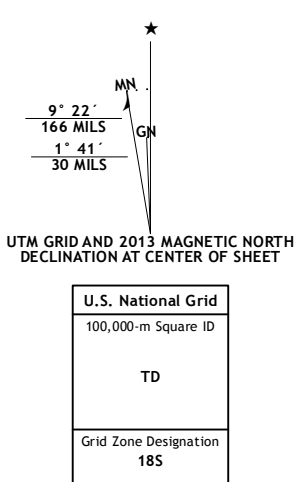 MN
9° 22´
166 MILS
GN
1° 41´
30 MILS
UTM GRID AND 2013 MAGNETIC NORTH
DECLINATION AT CENTER OF SHEET
U.S. National Grid
100,000-m Square ID
TD
Grid Zone Designation
18S